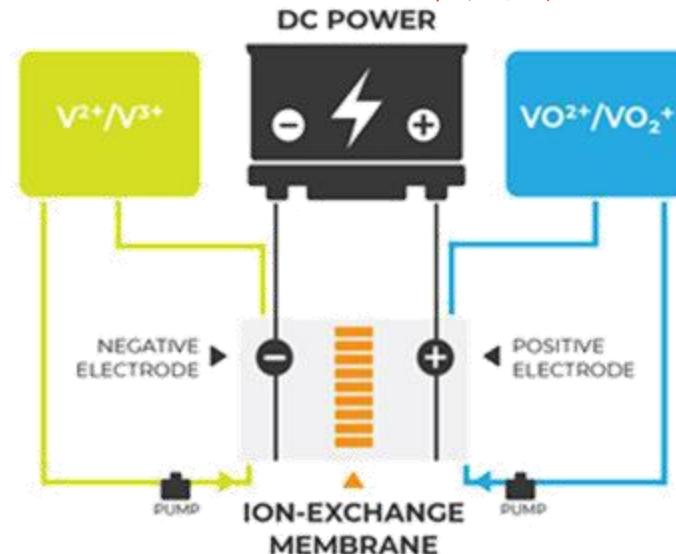 DC POWER
V²⁺/V³⁺
VO²⁺/VO₂⁺
NEGATIVE
ELECTRODE
POSITIVE
ELECTRODE
PUMP
PUMP
ION-EXCHANGE
MEMBRANE